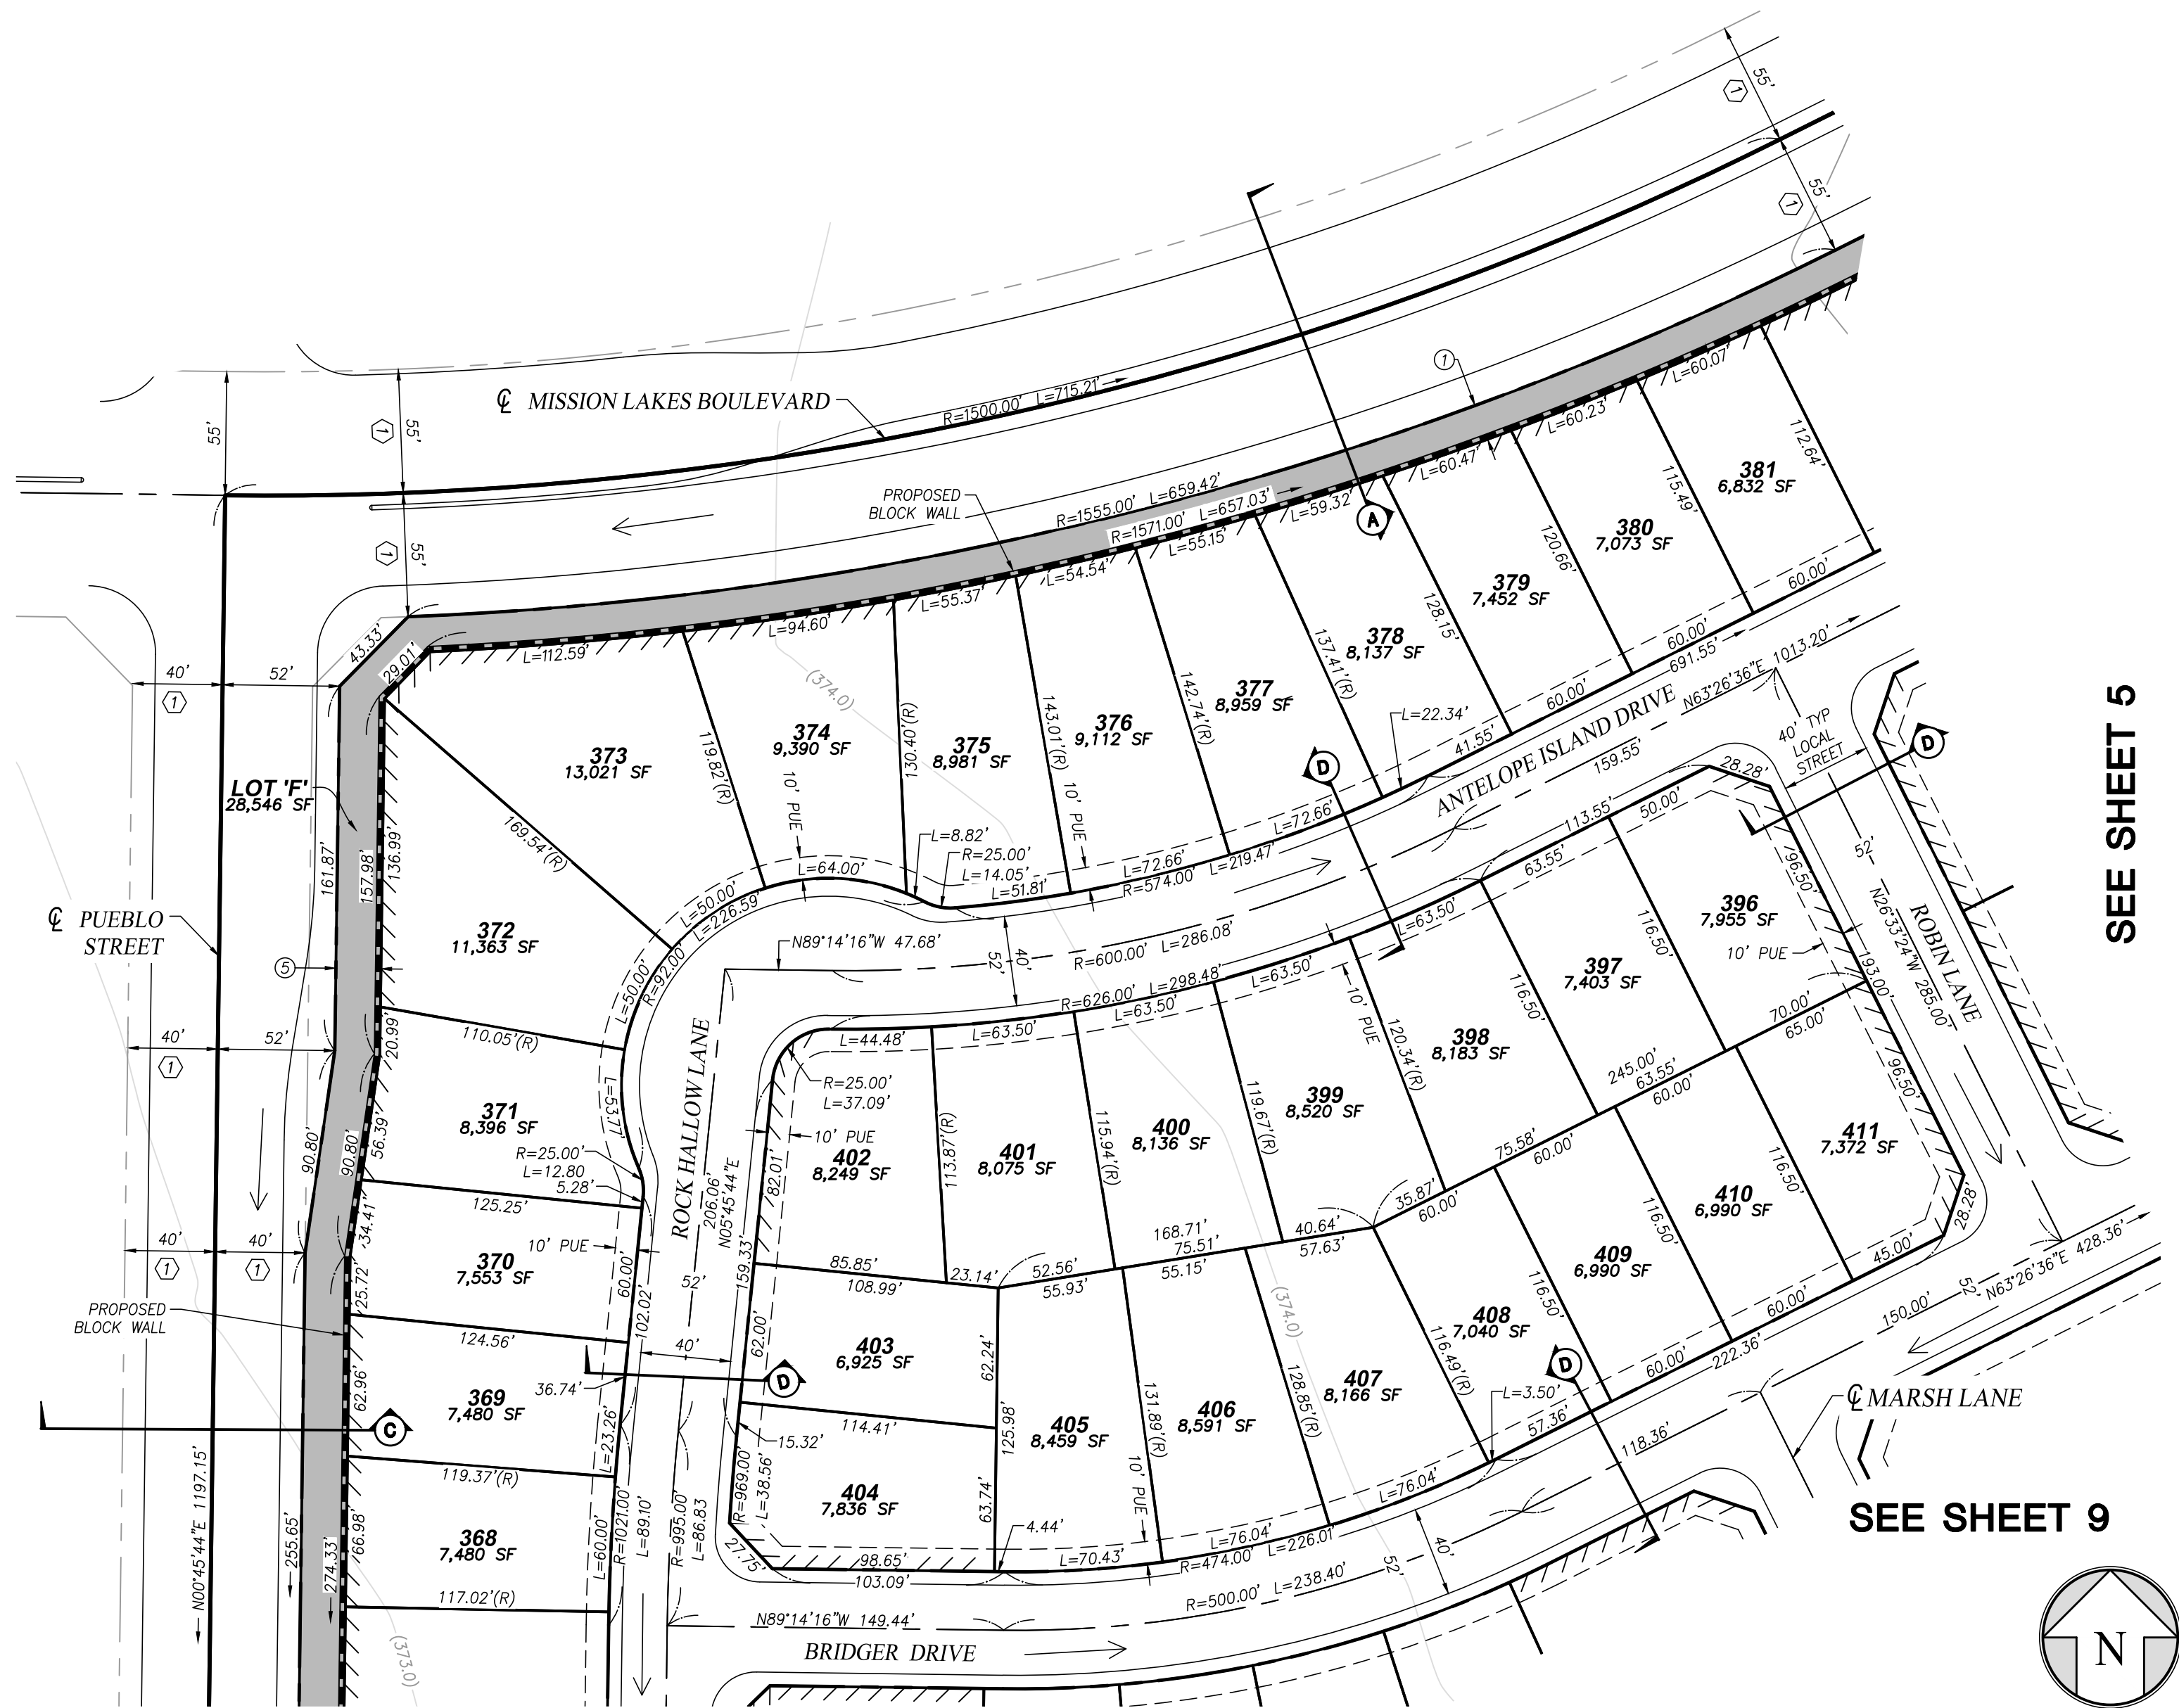 55'
1
55'
1
55'
1
55'
1
55'
℄ MISSION LAKES BOULEVARD
R=1500.00' L=715.21'
1
PROPOSED
BLOCK WALL
R=1555.00' L=659.42'
R=1571.00' L=657.03'
A
L=112.59'
L=94.60'
L=55.37'
L=54.54'
L=55.15'
L=59.32'
L=60.47'
L=60.23'
L=60.07'
43.33'
29.01'
40'
1
52'
LOT 'F'
28,546 SF
161.87'
157.98'
136.99'
373
13,021 SF
119.82'(R)
374
9,390 SF
10' PUE
130.40'(R)
375
8,981 SF
143.01'(R)
10' PUE
376
9,112 SF
142.74'(R)
377
8,959 SF
137.41'(R)
378
8,137 SF
128.15'
379
7,452 SF
120.66'
380
7,073 SF
115.49'
381
6,832 SF
112.64'
(374.0)
169.54'(R)
L=50.00'
L=226.59'
L=64.00'
L=8.82'
R=25.00'
L=14.05'
L=51.81'
L=72.66'
R=574.00' L=219.47'
L=72.66'
L=22.34'
41.55'
60.00'
60.00'
691.55'
60.00'
ANTELOPE ISLAND DRIVE
N63°26'36"E 1013.20'
159.55'
D
40' TYP
LOCAL
STREET
D
SEE SHEET 5
℄ PUEBLO
STREET
5
372
11,363 SF
L=50.00'
R=92.00'
110.05'(R)
20.99'
N89°14'16"W 47.68'
52'
40'
R=600.00' L=286.08'
R=626.00' L=298.48'
L=44.48'
L=63.50'
L=63.50'
L=63.50'
L=63.50'
63.55'
113.55'
50.00'
28.28'
96.50'
52'
396
7,955 SF
10' PUE
116.50'
397
7,403 SF
116.50'
10' PUE
398
8,183 SF
120.34'(R)
399
8,520 SF
119.67'(R)
400
8,136 SF
115.94'(R)
401
8,075 SF
113.87'(R)
402
8,249 SF
10' PUE
R=25.00'
L=37.09'
82.01'
159.33'
ROBIN LANE
N26°33'24"W 285.00'
193.00'
96.50'
70.00'
65.00'
245.00'
63.55'
60.00'
75.58'
60.00'
35.87'
60.00'
40.64'
57.63'
168.71'
75.51'
55.15'
52.56'
55.93'
23.14'
85.85'
108.99'
40'
1
52'
371
8,396 SF
L=53.77'
R=25.00'
L=12.80
5.28'
56.39'
90.80'
90.80'
125.25'
ROCK HALLOW LANE
206.06'
N05°45'44"E
34.41'
10' PUE
370
7,553 SF
40'
1
40'
1
25.72'
60.00'
102.02'
52'
40'
PROPOSED
BLOCK WALL
124.56'
62.00'
403
6,925 SF
62.24'
125.98'
D
36.74'
369
7,480 SF
62.96'
L=23.26'
C
114.41'
15.32'
R=969.00'
L=38.56'
404
7,836 SF
63.74'
405
8,459 SF
131.89'(R)
10' PUE
406
8,591 SF
128.85'(R)
407
8,166 SF
(374.0)
116.49'(R)
408
7,040 SF
116.50'
D
409
6,990 SF
116.50'
410
6,990 SF
116.50'
411
7,372 SF
28.28'
45.00'
60.00'
222.36'
60.00'
57.36'
L=3.50'
L=76.04'
L=76.04'
R=474.00' L=226.01'
L=70.43'
4.44'
98.65'
103.09'
27.75'
N63°26'36"E 428.36'
52'
150.00'
118.36'
℄ MARSH LANE
SEE SHEET 9
119.37'(R)
N00°45'44"E 1197.15'
255.65'
274.33'
66.98'
368
7,480 SF
L=60.00'
R=1021.00'
L=89.10'
R=995.00'
L=86.83
117.02'(R)
(373.0)
N89°14'16"W 149.44'
R=500.00' L=238.40'
52'
40'
BRIDGER DRIVE
N